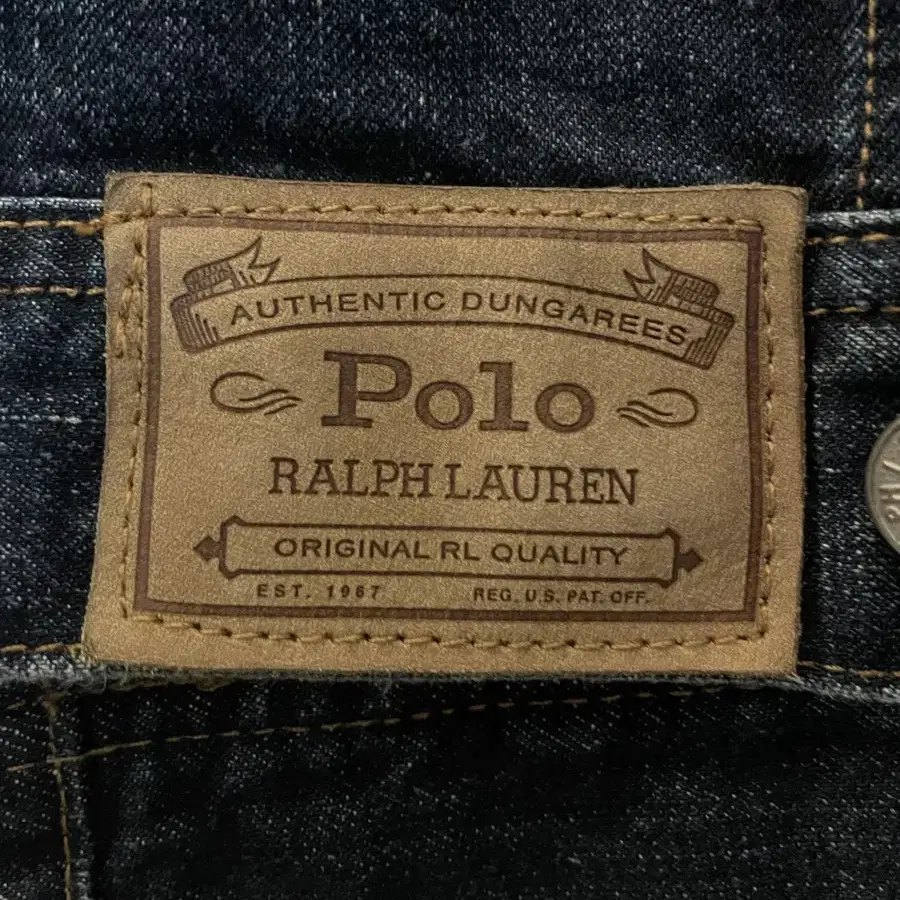 AUTHENTIC DUNGAREES
Polo
RALPH LAUREN
ORIGINAL RL QUALITY
EST. 1967
REG. U.S. PAT. OFF.